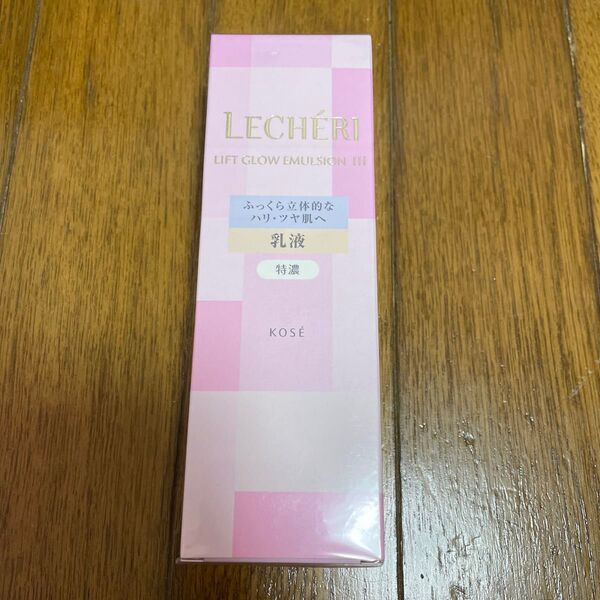 LECHÉRI
LIFT GLOW EMULSION III
ふっくら立体的な
ハリ・ツヤ肌へ
乳液
特濃
KOSÉ